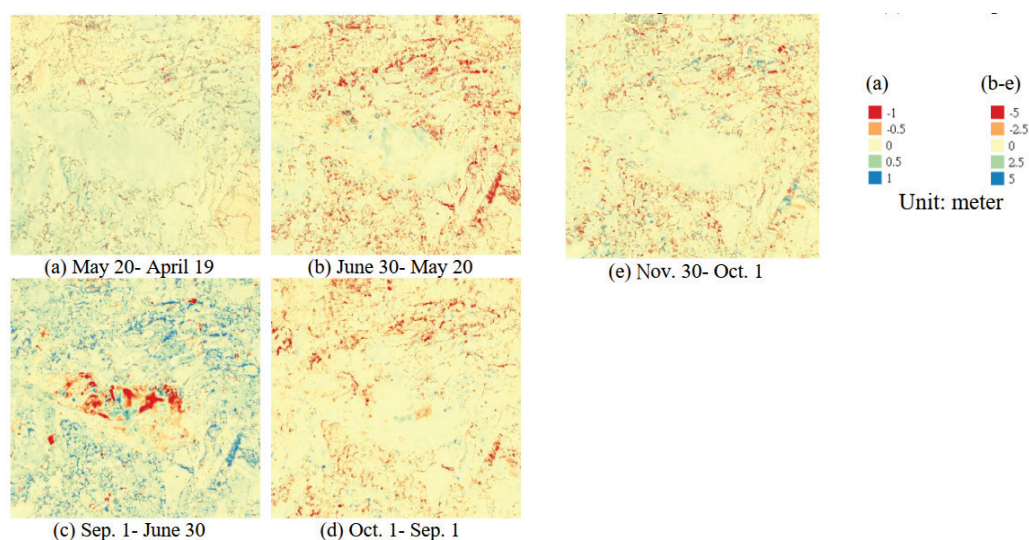 (a) (b-e)
-1 -5
-0.5 -2.5
0 0
0.5 2.5
1 5
Unit: meter
(a) May 20- April 19 (b) June 30- May 20 (e) Nov. 30- Oct. 1
(c) Sep. 1- June 30 (d) Oct. 1- Sep. 1